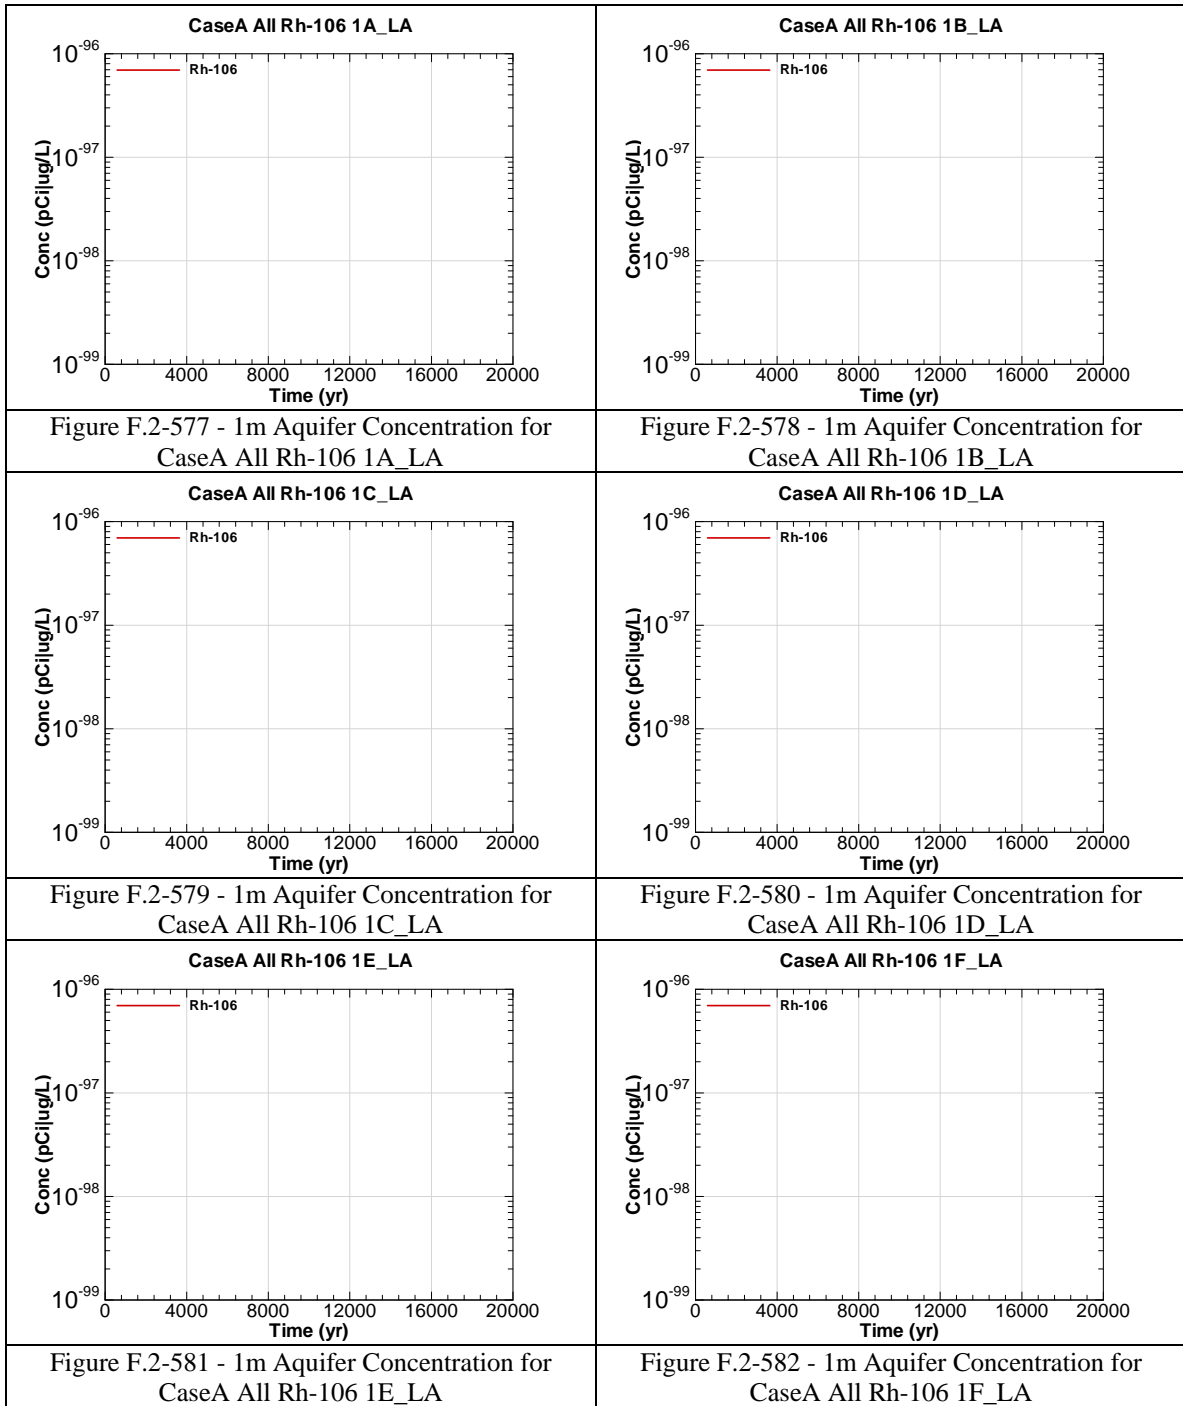 CaseA All Rh-106 1A_LA
10-96
Rh-106
10-97
Conc (pCi|ug/L)
10-98
10-99
0 4000 8000 12000 16000 20000
Time (yr)
Figure F.2-577 - 1m Aquifer Concentration for
CaseA All Rh-106 1A_LA
CaseA All Rh-106 1B_LA
10-96
Rh-106
10-97
Conc (pCi|ug/L)
10-98
10-99
0 4000 8000 12000 16000 20000
Time (yr)
Figure F.2-578 - 1m Aquifer Concentration for
CaseA All Rh-106 1B_LA
CaseA All Rh-106 1C_LA
10-96
Rh-106
10-97
Conc (pCi|ug/L)
10-98
10-99
0 4000 8000 12000 16000 20000
Time (yr)
Figure F.2-579 - 1m Aquifer Concentration for
CaseA All Rh-106 1C_LA
CaseA All Rh-106 1D_LA
10-96
Rh-106
10-97
Conc (pCi|ug/L)
10-98
10-99
0 4000 8000 12000 16000 20000
Time (yr)
Figure F.2-580 - 1m Aquifer Concentration for
CaseA All Rh-106 1D_LA
CaseA All Rh-106 1E_LA
10-96
Rh-106
10-97
Conc (pCi|ug/L)
10-98
10-99
0 4000 8000 12000 16000 20000
Time (yr)
Figure F.2-581 - 1m Aquifer Concentration for
CaseA All Rh-106 1E_LA
CaseA All Rh-106 1F_LA
10-96
Rh-106
10-97
Conc (pCi|ug/L)
10-98
10-99
0 4000 8000 12000 16000 20000
Time (yr)
Figure F.2-582 - 1m Aquifer Concentration for
CaseA All Rh-106 1F_LA